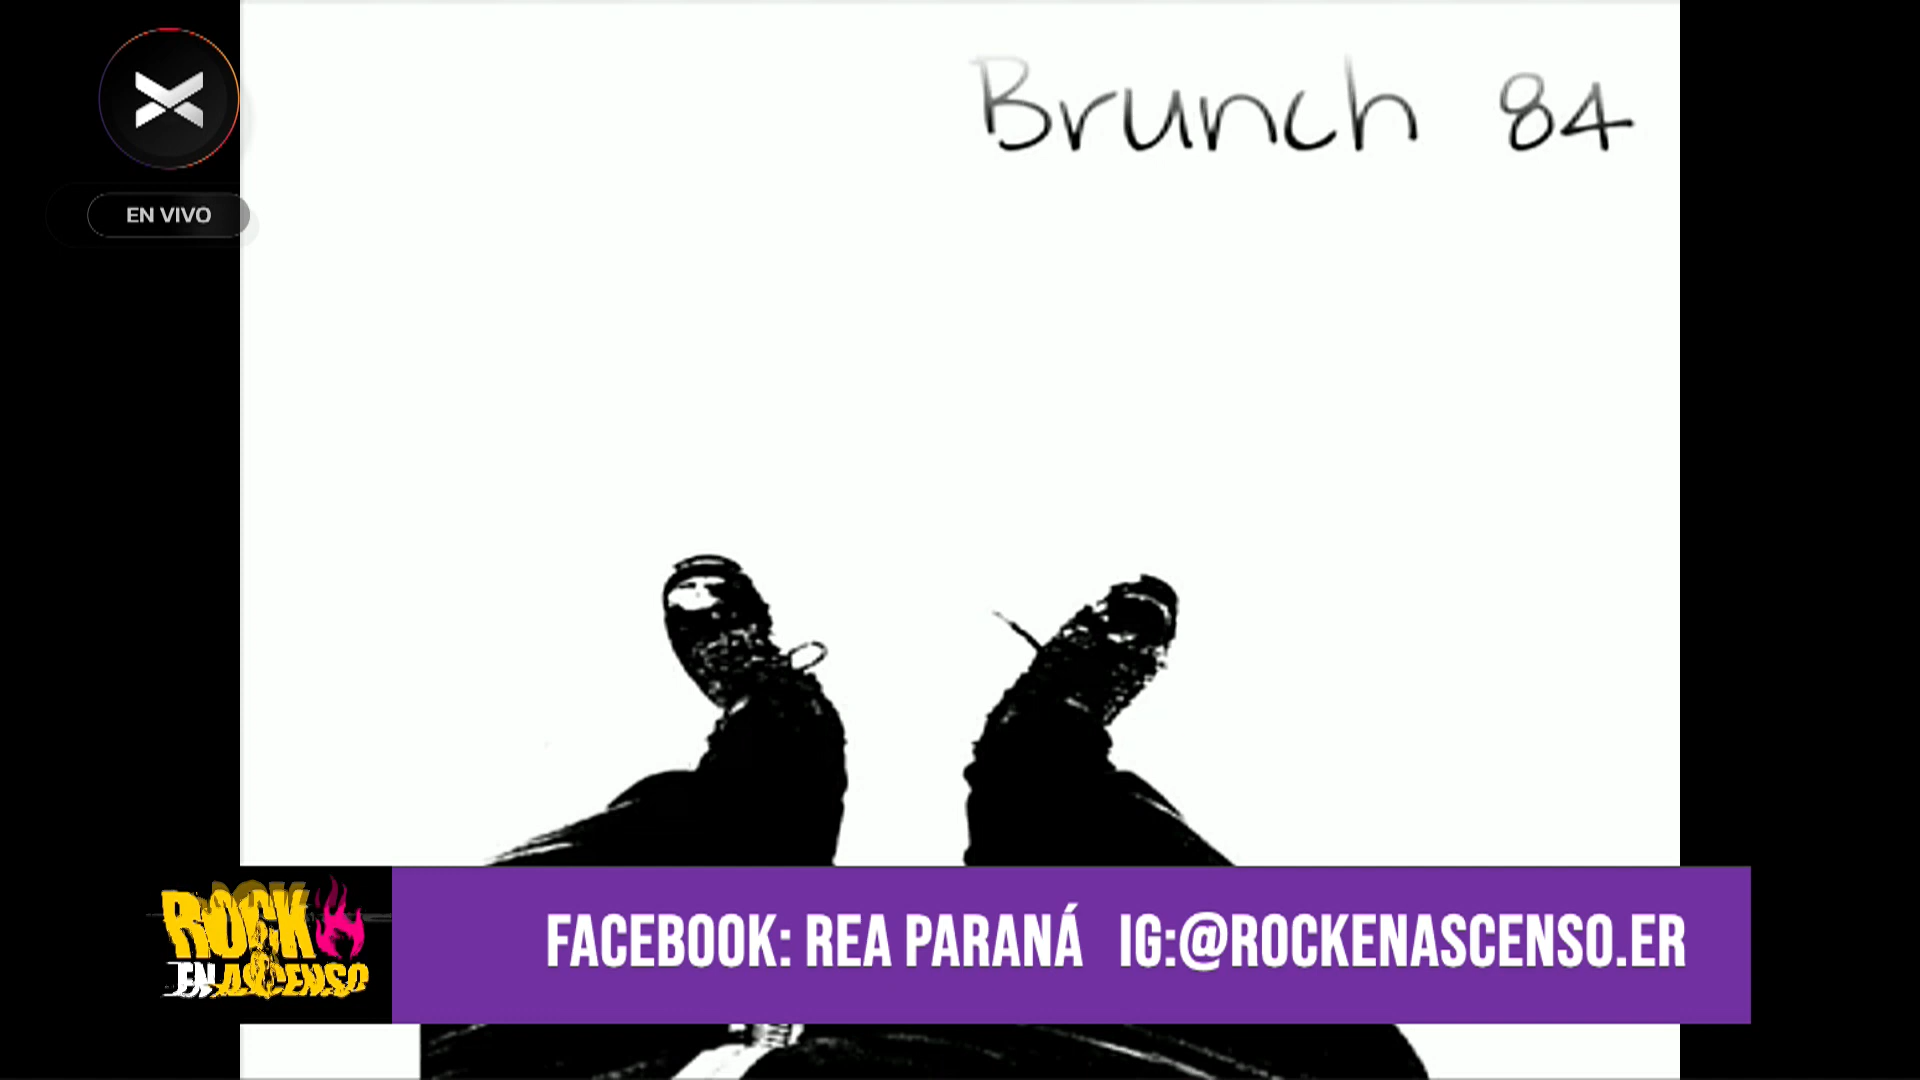 Brunch 84
EN VIVO
ROCK
EN ASCENSO
FACEBOOK: REA PARANÁ IG:@ROCKENASCENSO.ER